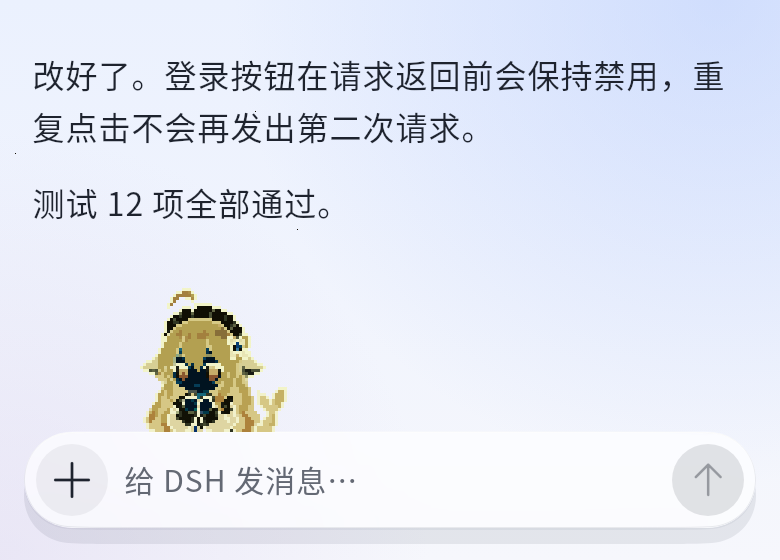 改好了。登录按钮在请求返回前会保持禁用，重
复点击不会再发出第二次请求。
测试 12 项全部通过。
给 DSH 发消息…